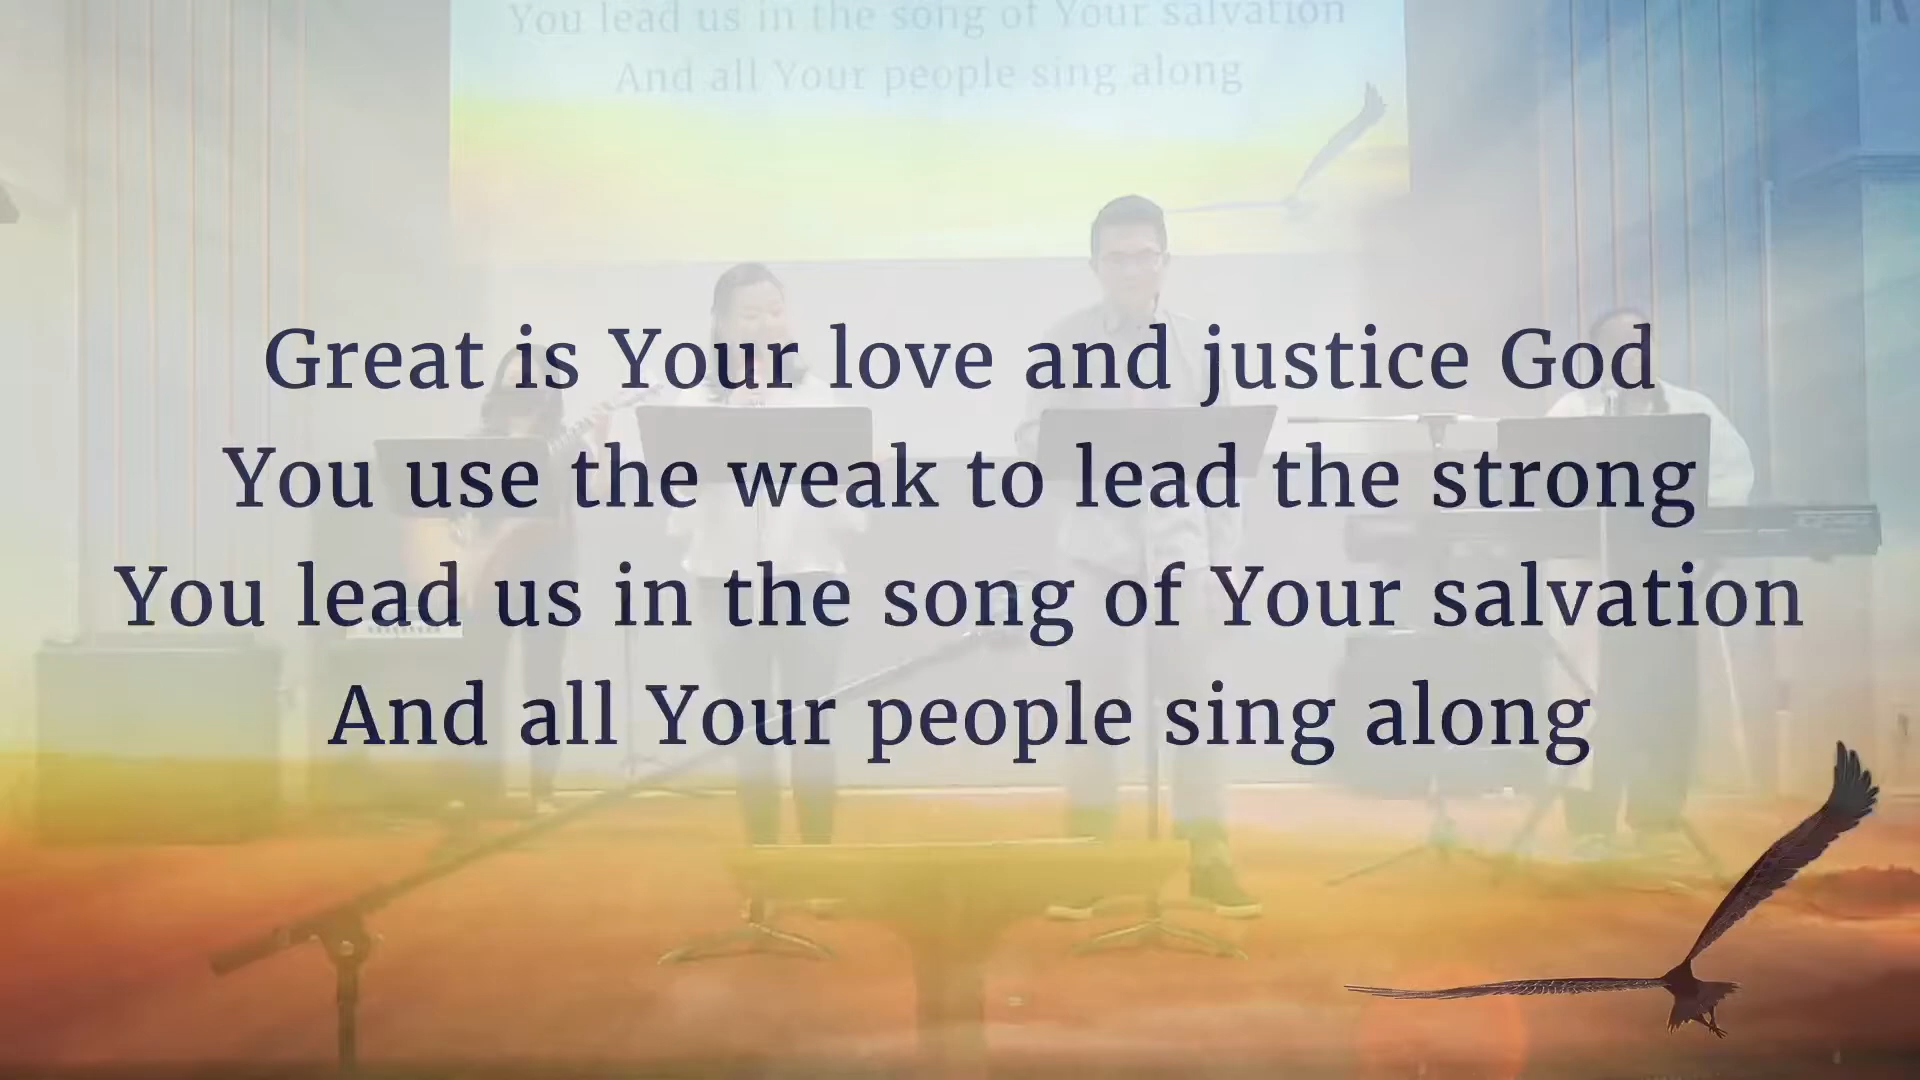 You lead us in the song of Your salvation
And all Your people sing along
Great is Your love and justice God
You use the weak to lead the strong
You lead us in the song of Your salvation
And all Your people sing along